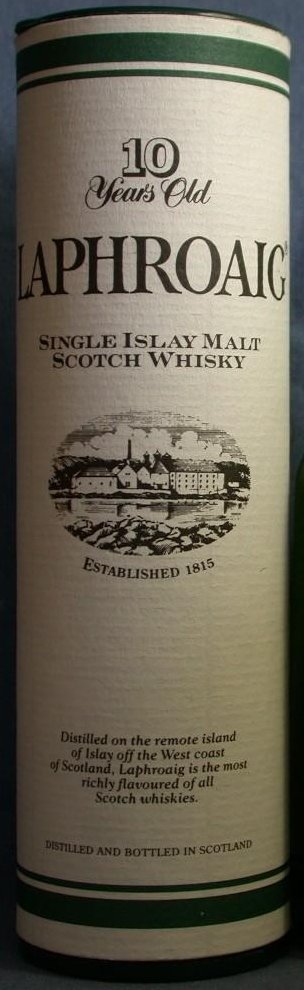 10
Years Old
LAPHROAIG®
SINGLE ISLAY MALT
SCOTCH WHISKY
ESTABLISHED 1815
Distilled on the remote island
of Islay off the West coast
of Scotland, Laphroaig is the most
richly flavoured of all
Scotch whiskies.
DISTILLED AND BOTTLED IN SCOTLAND